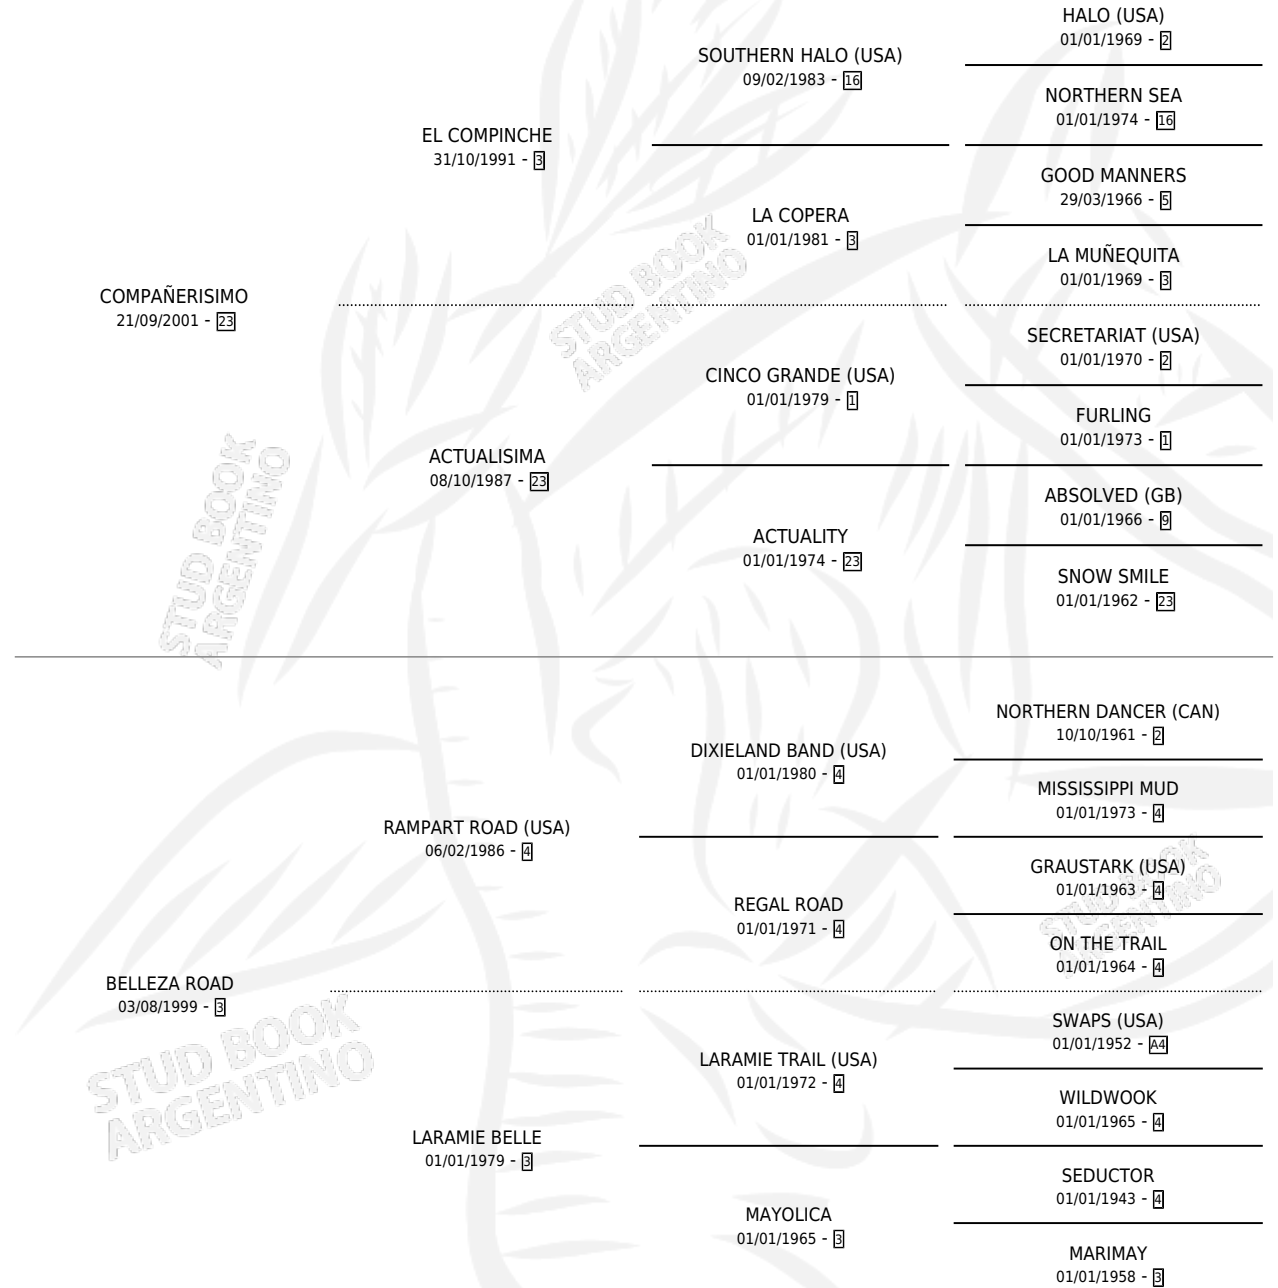 HALO (USA)
01/01/1969 - 2
SOUTHERN HALO (USA)
09/02/1983 - 16
NORTHERN SEA
01/01/1974 - 16
EL COMPINCHE
31/10/1991 - 3
GOOD MANNERS
29/03/1966 - 5
LA COPERA
01/01/1981 - 3
LA MUÑEQUITA
01/01/1969 - 3
COMPAÑERISIMO
21/09/2001 - 23
STUD BOOK
ARGENTINO
SECRETARIAT (USA)
01/01/1970 - 2
CINCO GRANDE (USA)
01/01/1979 - 1
FURLING
01/01/1973 - 1
ACTUALISIMA
08/10/1987 - 23
ABSOLVED (GB)
01/01/1966 - 9
ACTUALITY
01/01/1974 - 23
SNOW SMILE
01/01/1962 - 23
STUD BOOK
ARGENTINO
NORTHERN DANCER (CAN)
10/10/1961 - 2
DIXIELAND BAND (USA)
01/01/1980 - 4
MISSISSIPPI MUD
01/01/1973 - 4
RAMPART ROAD (USA)
06/02/1986 - 4
GRAUSTARK (USA)
01/01/1963 - 4
STUD BOOK
ARGENTINO
REGAL ROAD
01/01/1971 - 4
ON THE TRAIL
01/01/1964 - 4
BELLEZA ROAD
03/08/1999 - 3
STUD BOOK
ARGENTINO
SWAPS (USA)
01/01/1952 - A4
LARAMIE TRAIL (USA)
01/01/1972 - 4
WILDWOOK
01/01/1965 - 4
LARAMIE BELLE
01/01/1979 - 3
SEDUCTOR
01/01/1943 - 4
MAYOLICA
01/01/1965 - 3
MARIMAY
01/01/1958 - 3